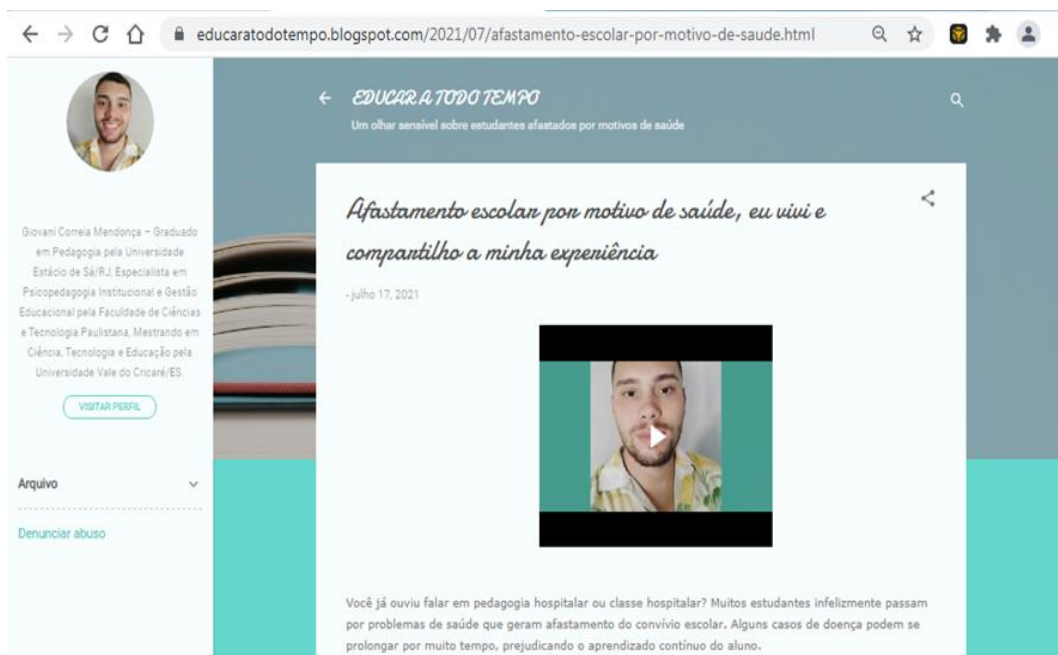 educaratodotempo.blogspot.com/2021/07/afastamento-escolar-por-motivo-de-saude.html
EDUCAR A TODO TEMPO
Um olhar sensível sobre estudantes afastados por motivos de saúde
Giovani Correia Mendonça – Graduado
em Pedagogia pela Universidade
Estácio de Sá/RJ, Especialista em
Psicopedagogia Institucional e Gestão
Educacional pela Faculdade de Ciências
e Tecnologia Paulistana, Mestrando em
Ciência, Tecnologia e Educação pela
Universidade Vale do Cricaré/ES.
VISITAR PERFIL
Arquivo
Denunciar abuso
Afastamento escolar por motivo de saúde, eu vivi e
compartilho a minha experiência
- julho 17, 2021
Você já ouviu falar em pedagogia hospitalar ou classe hospitalar? Muitos estudantes infelizmente passam
por problemas de saúde que geram afastamento do convívio escolar. Alguns casos de doença podem se
prolongar por muito tempo, prejudicando o aprendizado contínuo do aluno.